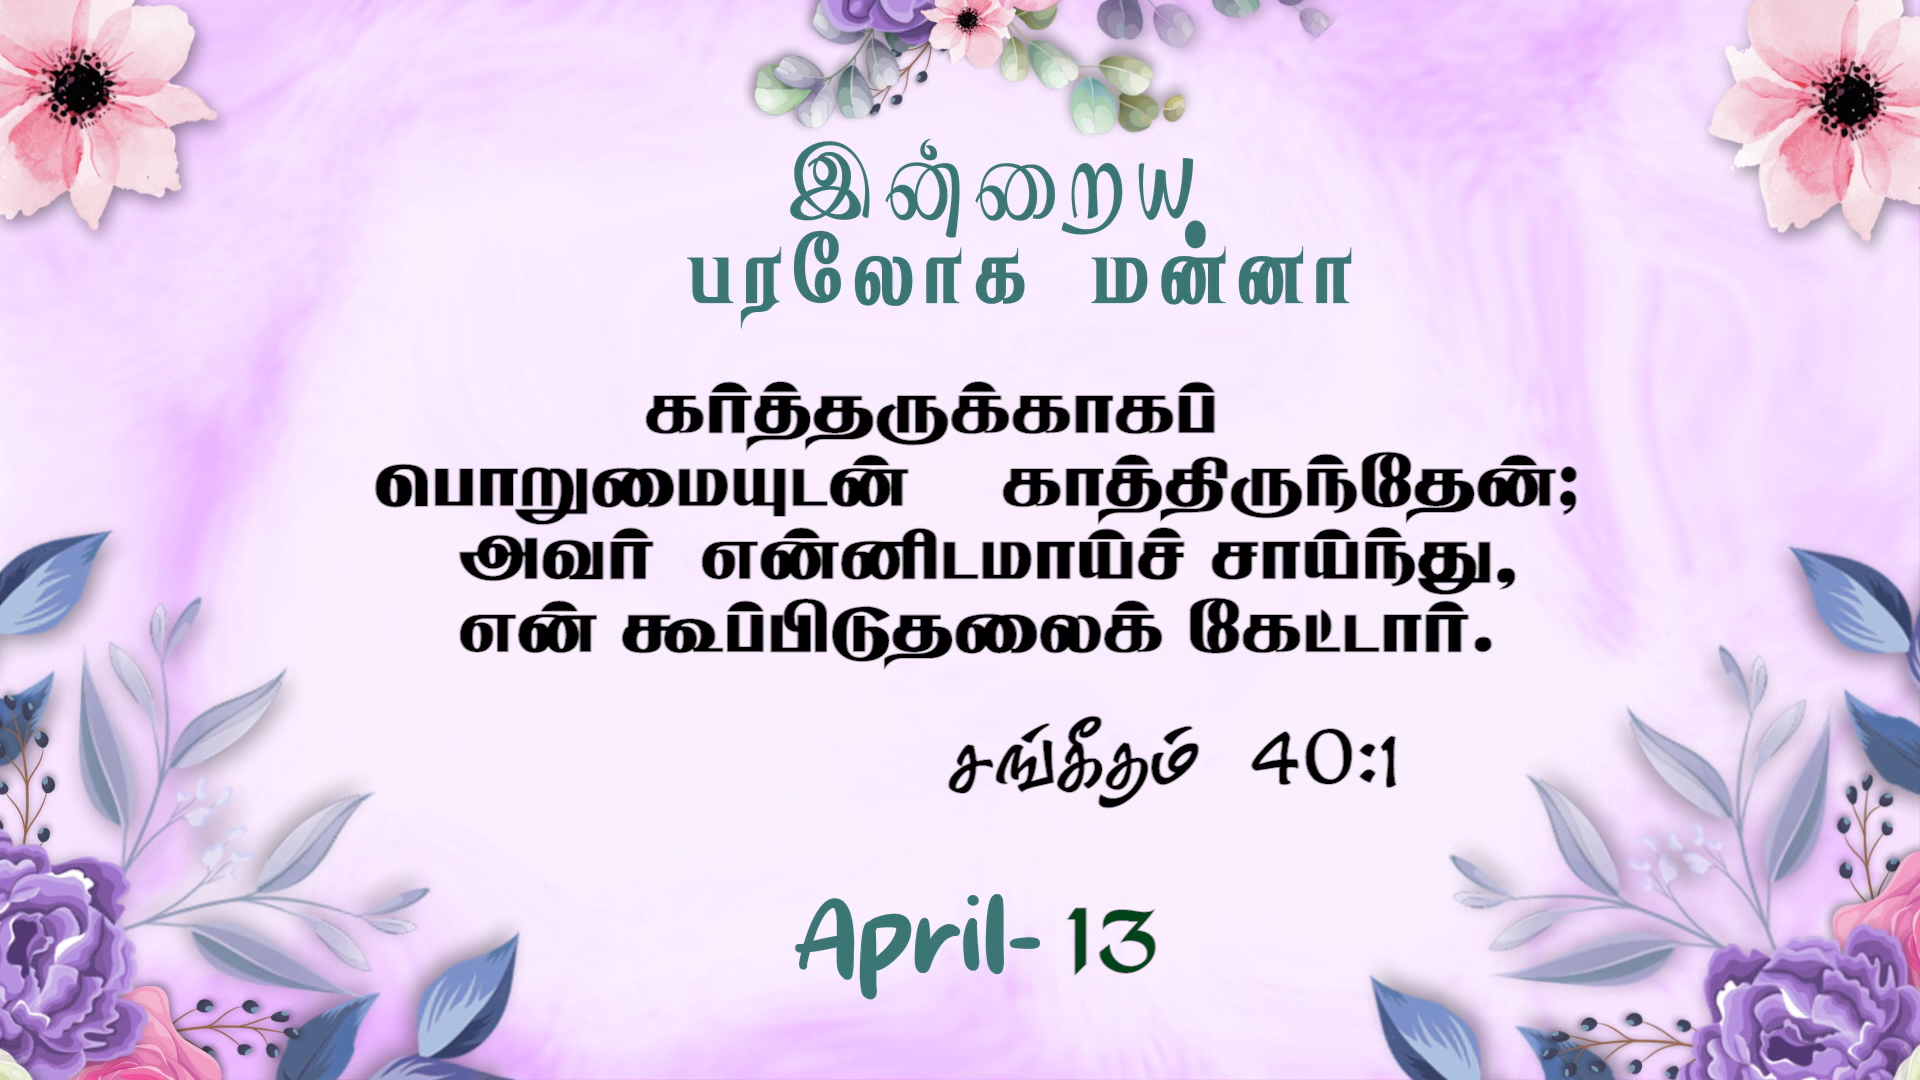 இன்றைய
பரலோக மன்னா
கர்த்தருக்காகப்
பொறுமையுடன் காத்திருந்தேன்;
அவர் என்னிடமாய்ச் சாய்ந்து,
என் கூப்பிடுதலைக் கேட்டார்.
சங்கீதம் 40:1
April- 13